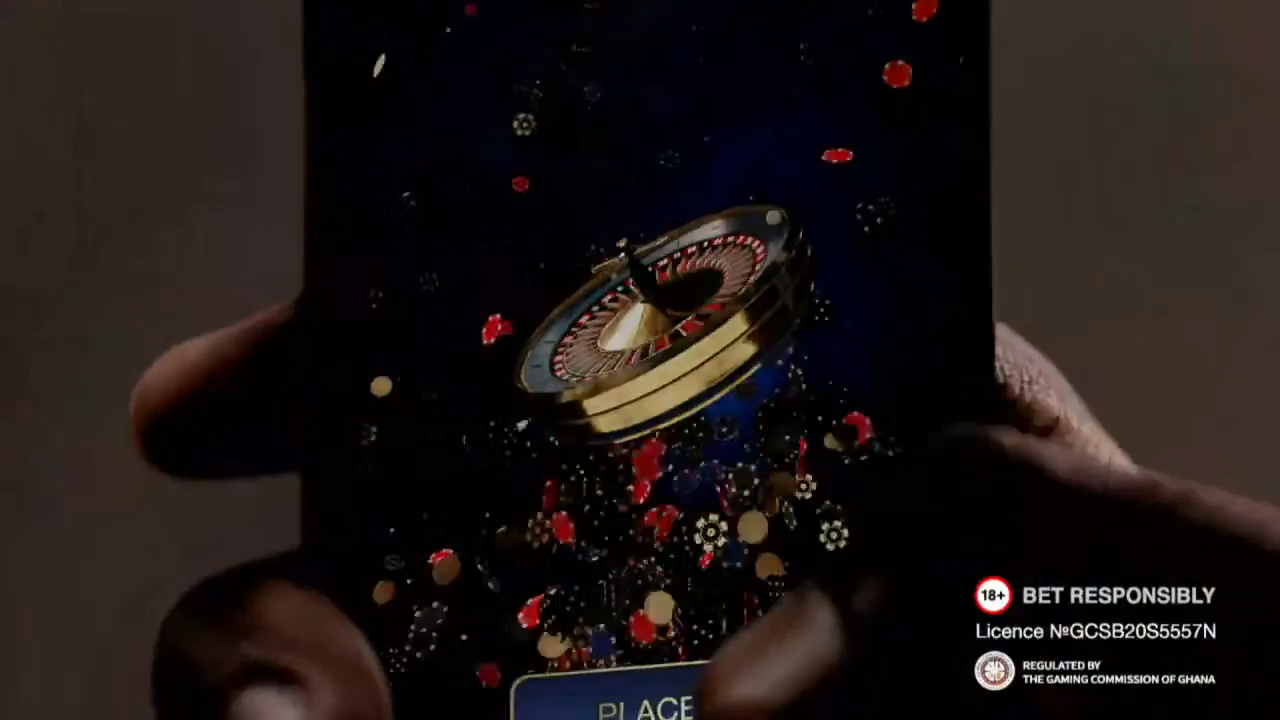 PLACE
18+ BET RESPONSIBLY
Licence №GCSB20S5557N
REGULATED BY
THE GAMING COMMISSION OF GHANA